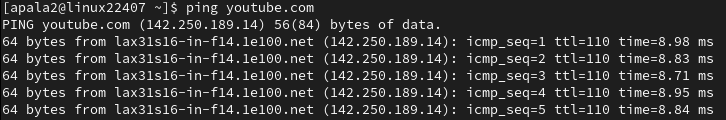 [apala2@linux22407 ~]$ ping youtube.com
PING youtube.com (142.250.189.14) 56(84) bytes of data.
64 bytes from lax31s16-in-f14.1e100.net (142.250.189.14): icmp_seq=1 ttl=110 time=8.98 ms
64 bytes from lax31s16-in-f14.1e100.net (142.250.189.14): icmp_seq=2 ttl=110 time=8.83 ms
64 bytes from lax31s16-in-f14.1e100.net (142.250.189.14): icmp_seq=3 ttl=110 time=8.71 ms
64 bytes from lax31s16-in-f14.1e100.net (142.250.189.14): icmp_seq=4 ttl=110 time=8.95 ms
64 bytes from lax31s16-in-f14.1e100.net (142.250.189.14): icmp_seq=5 ttl=110 time=8.84 ms